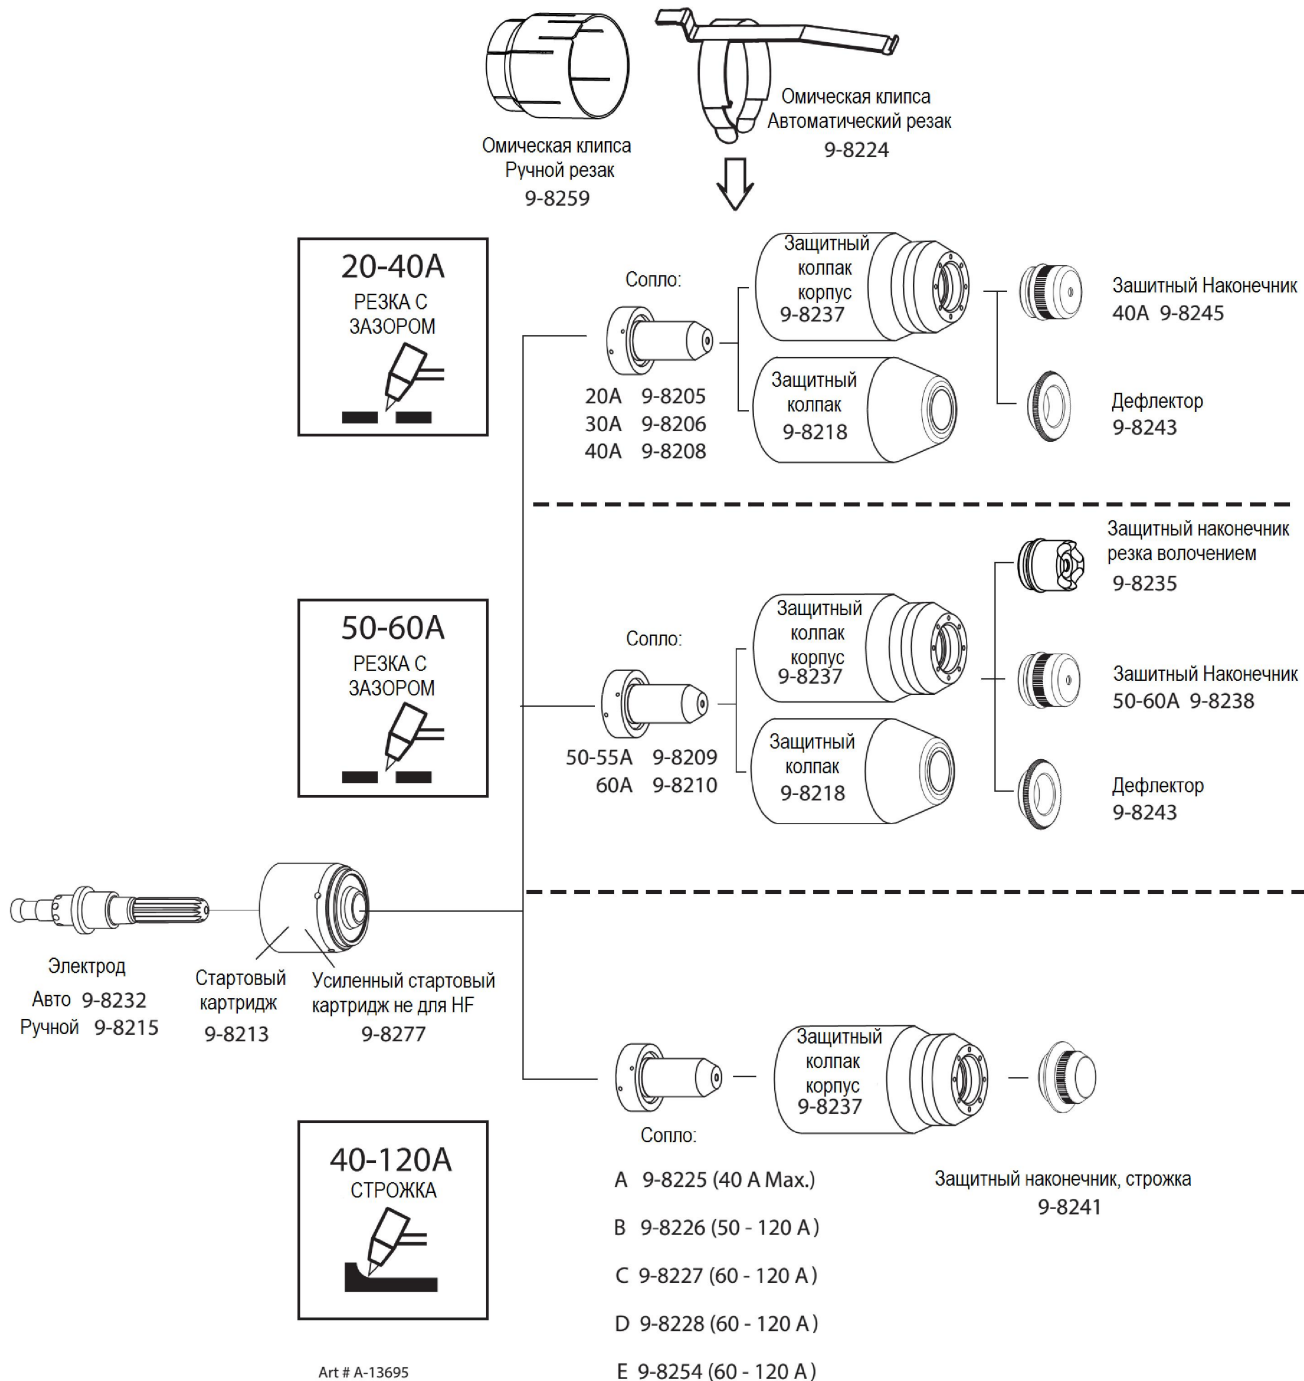 Омическая клипса
Ручной резак
9-8259
Омическая клипса
Автоматический резак
9-8224
20-40A
РЕЗКА С
ЗАЗОРОМ
Сопло:
20A 9-8205
30A 9-8206
40A 9-8208
Защитный
колпак
корпус
9-8237
Защитный
колпак
9-8218
Зашитный Наконечник
40A 9-8245
Дефлектор
9-8243
50-60A
РЕЗКА С
ЗАЗОРОМ
Сопло:
50-55A 9-8209
60A 9-8210
Защитный
колпак
корпус
9-8237
Защитный
колпак
9-8218
Защитный наконечник
резка волочением
9-8235
Зашитный Наконечник
50-60A 9-8238
Дефлектор
9-8243
Электрод
Авто 9-8232
Ручной 9-8215
Стартовый
картридж
9-8213
Усиленный стартовый
картридж не для HF
9-8277
40-120A
СТРОЖКА
Сопло:
A 9-8225 (40 A Max.)
B 9-8226 (50 - 120 A)
C 9-8227 (60 - 120 A)
D 9-8228 (60 - 120 A)
E 9-8254 (60 - 120 A)
Защитный
колпак
корпус
9-8237
Защитный наконечник, строжка
9-8241
Art # A-13695